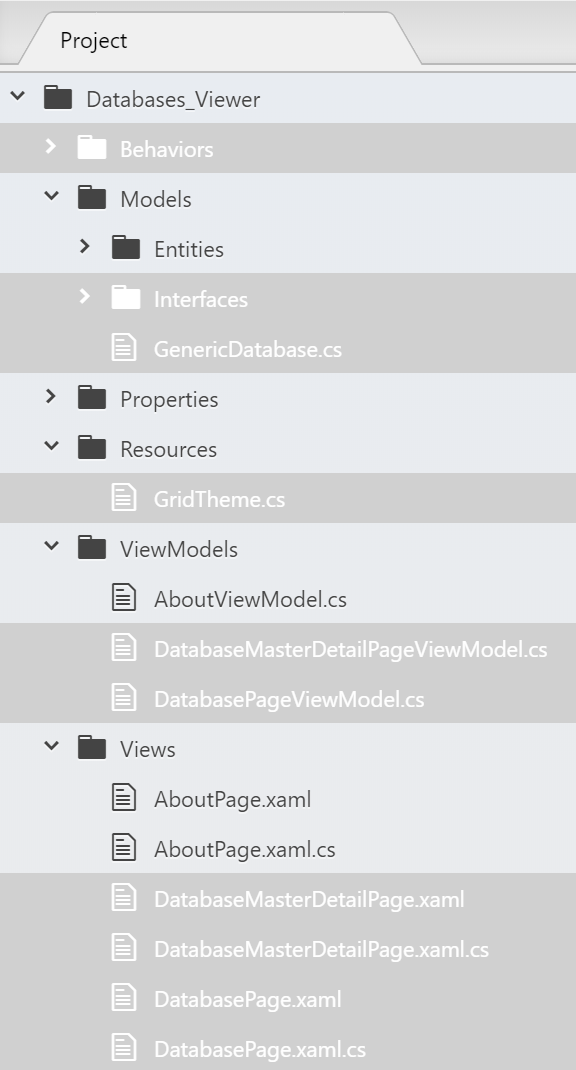 Project
Databases_Viewer
Behaviors
Models
Entities
Interfaces
GenericDatabase.cs
Properties
Resources
GridTheme.cs
ViewModels
AboutViewModel.cs
DatabaseMasterDetailPageViewModel.cs
DatabasePageViewModel.cs
Views
AboutPage.xaml
AboutPage.xaml.cs
DatabaseMasterDetailPage.xaml
DatabaseMasterDetailPage.xaml.cs
DatabasePage.xaml
DatabasePage.xaml.cs